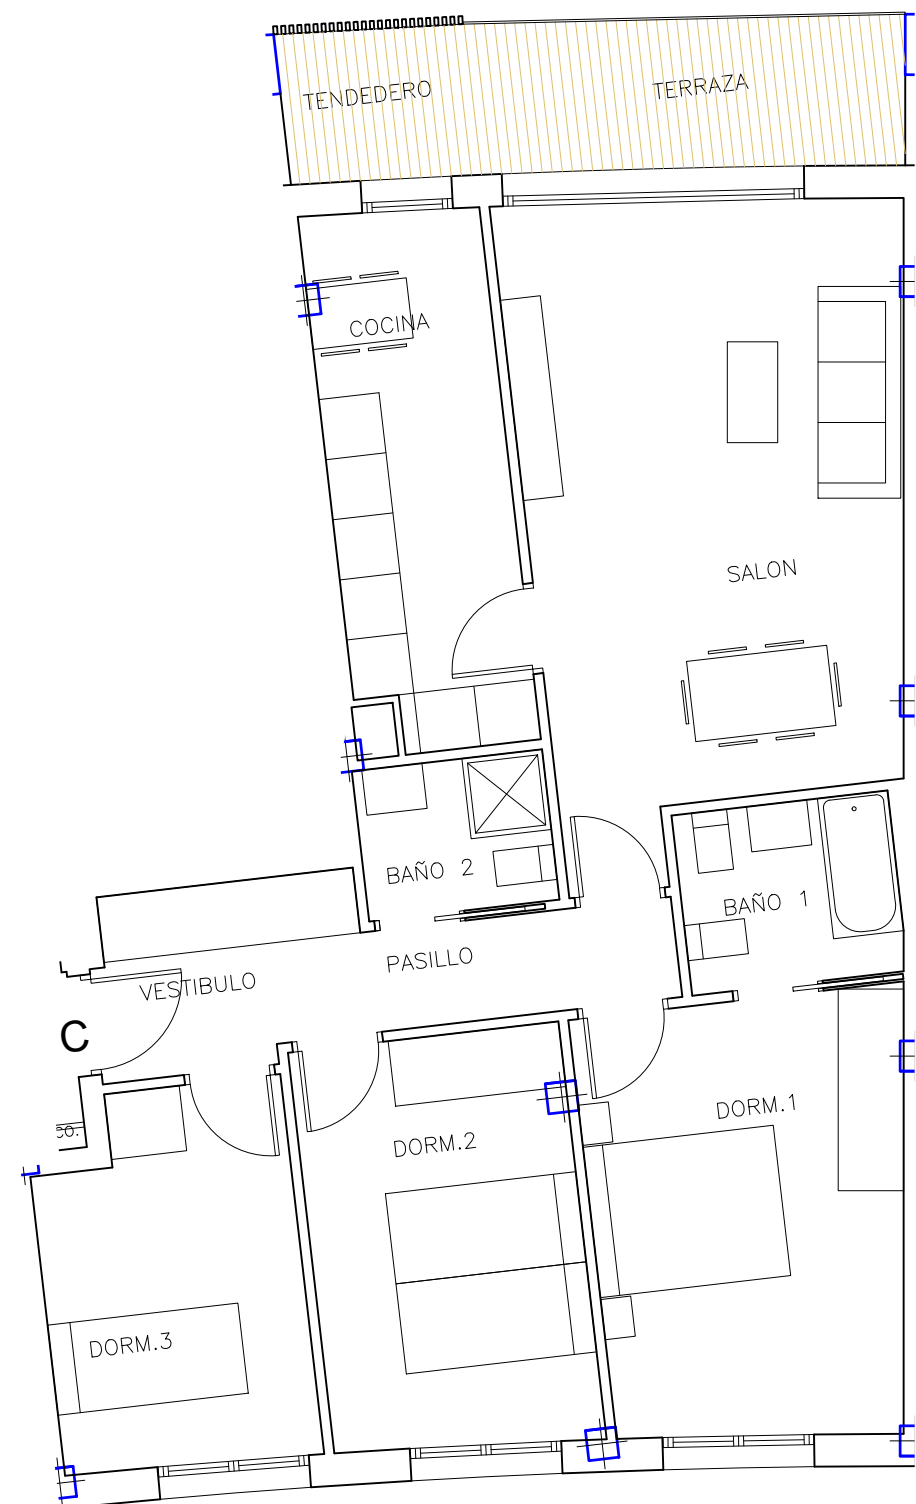 TENDEDERO
TERRAZA
COCINA
SALON
BAÑO 2
BAÑO 1
PASILLO
VESTIBULO
C
DORM.1
DORM.2
DORM.3